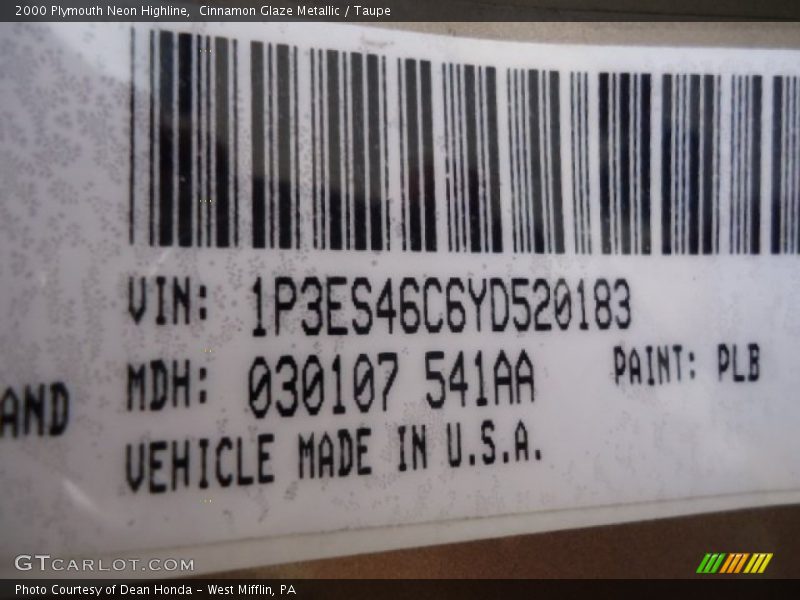 2000 Plymouth Neon Highline, Cinnamon Glaze Metallic / Taupe
VIN: 1P3ES46C6YD520183
MDH: 030107 541AA PAINT: PLB
AND
VEHICLE MADE IN U.S.A.
GTCARLOT.COM
Photo Courtesy of Dean Honda - West Mifflin, PA